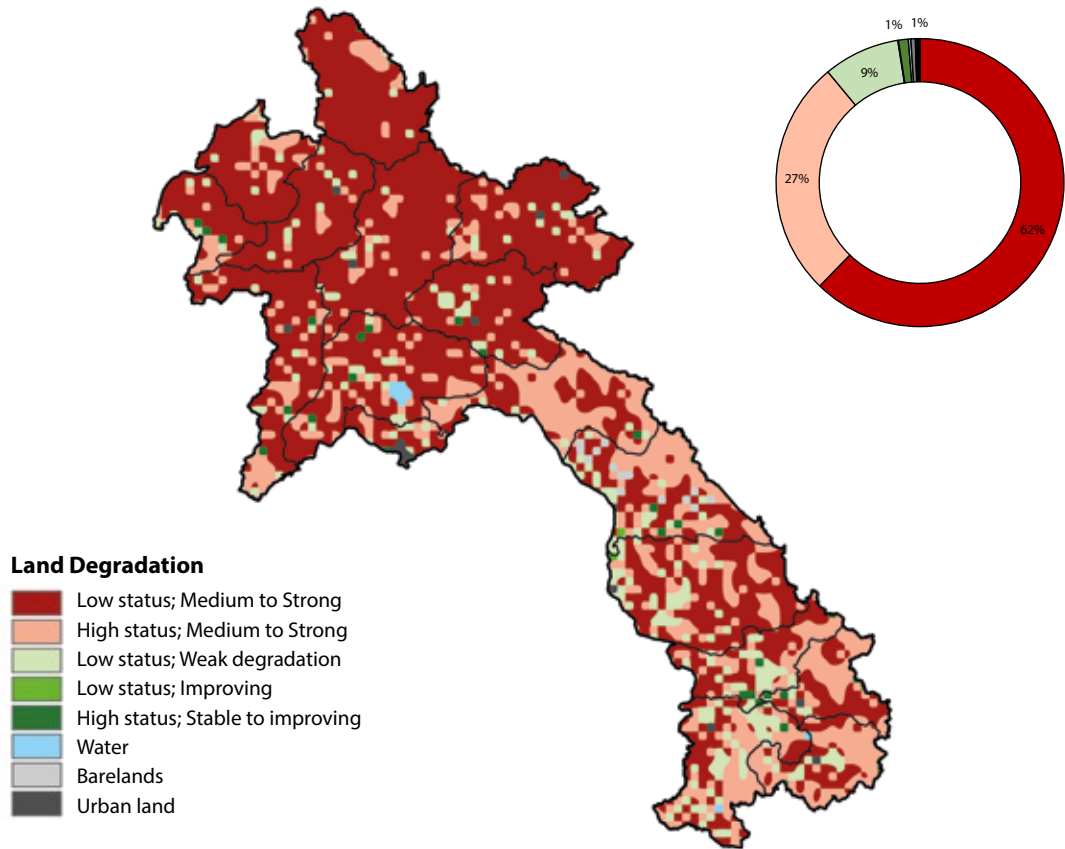 1% 1%
9%
27%
62%
Land Degradation
Low status; Medium to Strong
High status; Medium to Strong
Low status; Weak degradation
Low status; Improving
High status; Stable to improving
Water
Barelands
Urban land